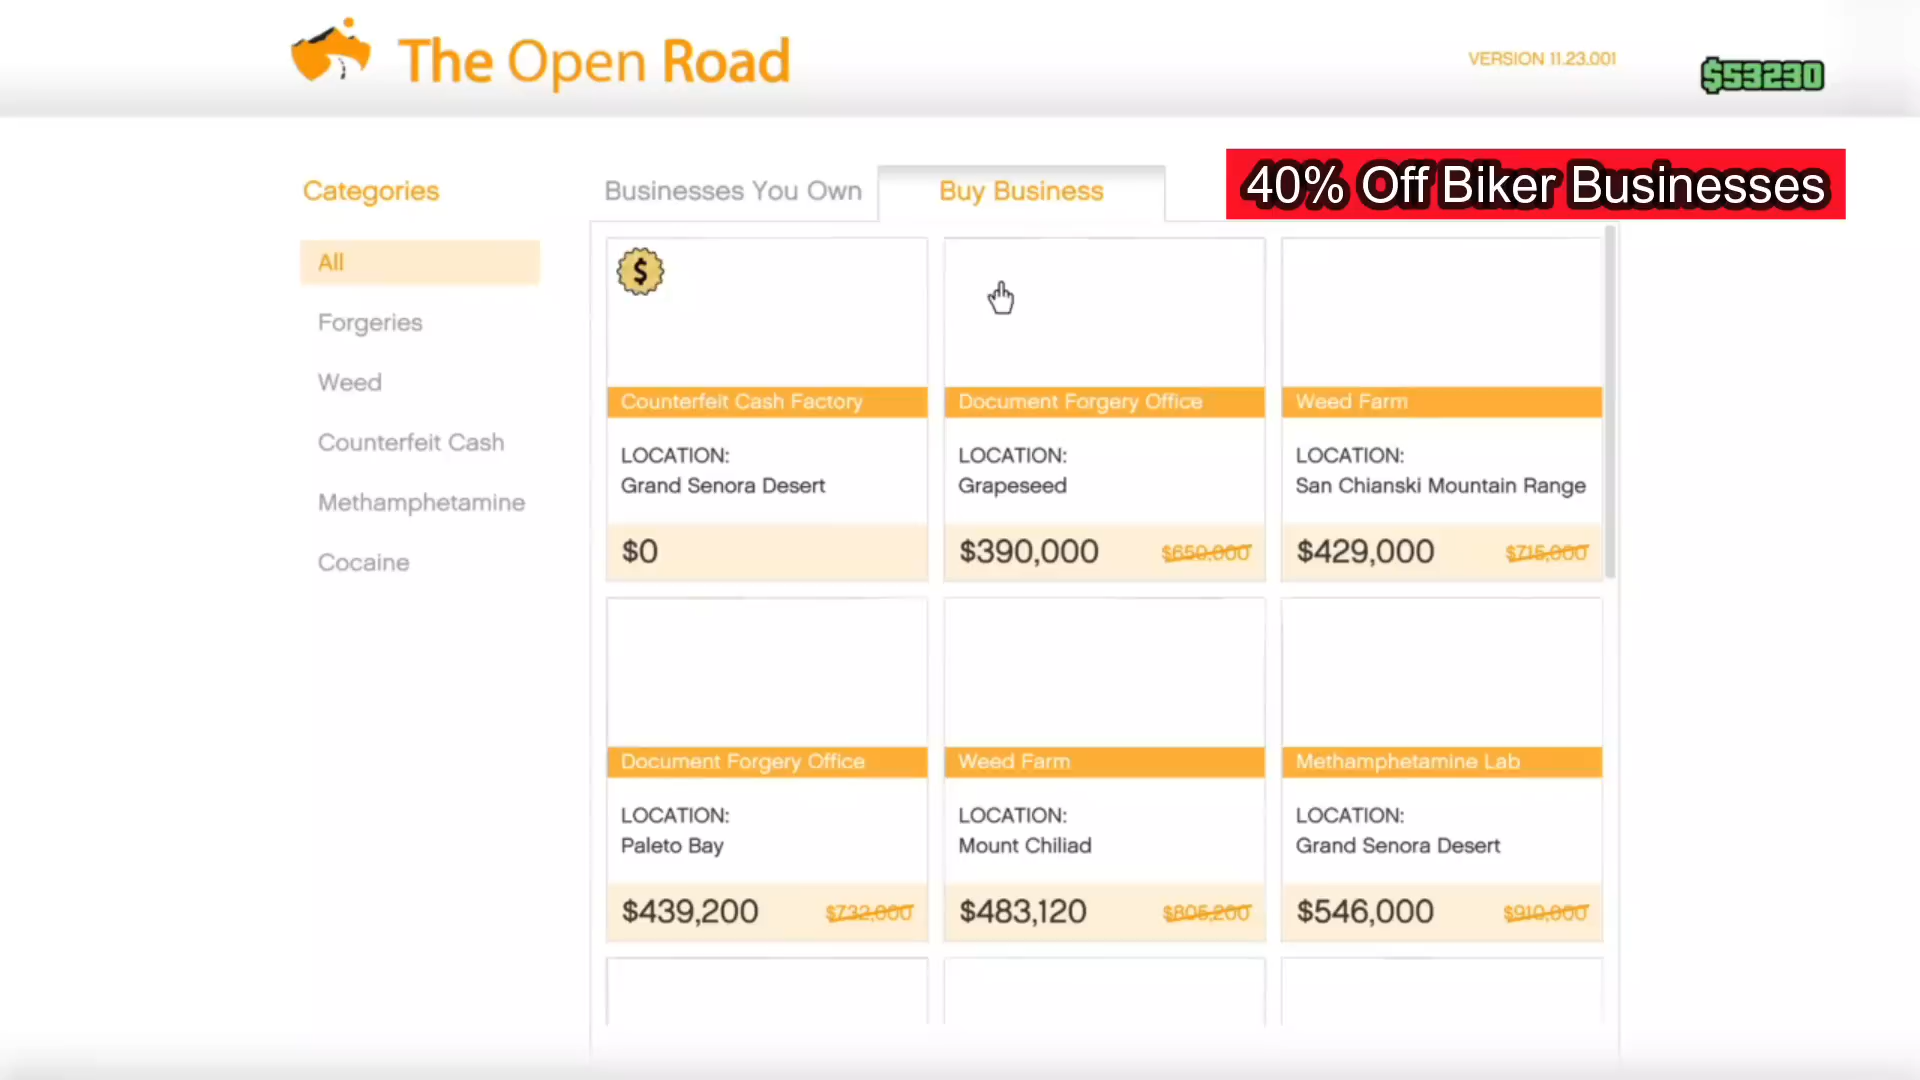 The Open Road
VERSION 11.23.001
$53230
40% Off Biker Businesses
Categories
Businesses You Own
Buy Business
All
Forgeries
Weed
Counterfeit Cash
Methamphetamine
Cocaine
$
Counterfeit Cash Factory
LOCATION:
Grand Senora Desert
$0
Document Forgery Office
LOCATION:
Grapeseed
$390,000 $650,000
Weed Farm
LOCATION:
San Chianski Mountain Range
$429,000 $715,000
Document Forgery Office
LOCATION:
Paleto Bay
$439,200 $732,000
Weed Farm
LOCATION:
Mount Chiliad
$483,120 $805,200
Methamphetamine Lab
LOCATION:
Grand Senora Desert
$546,000 $910,000